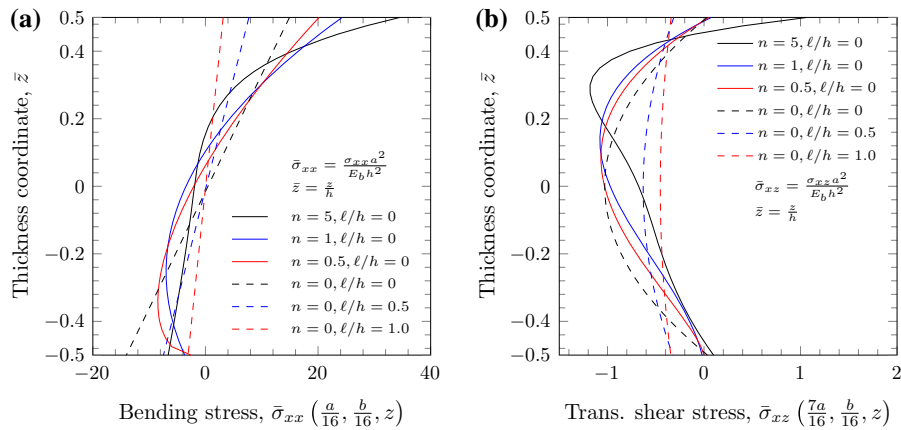 (a)
0.4
0.2
0
−0.2
−0.4
−0.5
0.5
Thickness coordinate, z̄
σ̄xx = σxx a² / Eb h²
z̄ = z/h
n = 5, ℓ/h = 0
n = 1, ℓ/h = 0
n = 0.5, ℓ/h = 0
n = 0, ℓ/h = 0
n = 0, ℓ/h = 0.5
n = 0, ℓ/h = 1.0
−20
0
20
40
Bending stress, σ̄xx (a/16, b/16, z)
(b)
0.5
0.4
0.2
0
−0.2
−0.4
−0.5
Thickness coordinate, z̄
n = 5, ℓ/h = 0
n = 1, ℓ/h = 0
n = 0.5, ℓ/h = 0
n = 0, ℓ/h = 0
n = 0, ℓ/h = 0.5
n = 0, ℓ/h = 1.0
σ̄xz = σxz a² / Eb h²
z̄ = z/h
−1
0
1
2
Trans. shear stress, σ̄xz (7a/16, b/16, z)